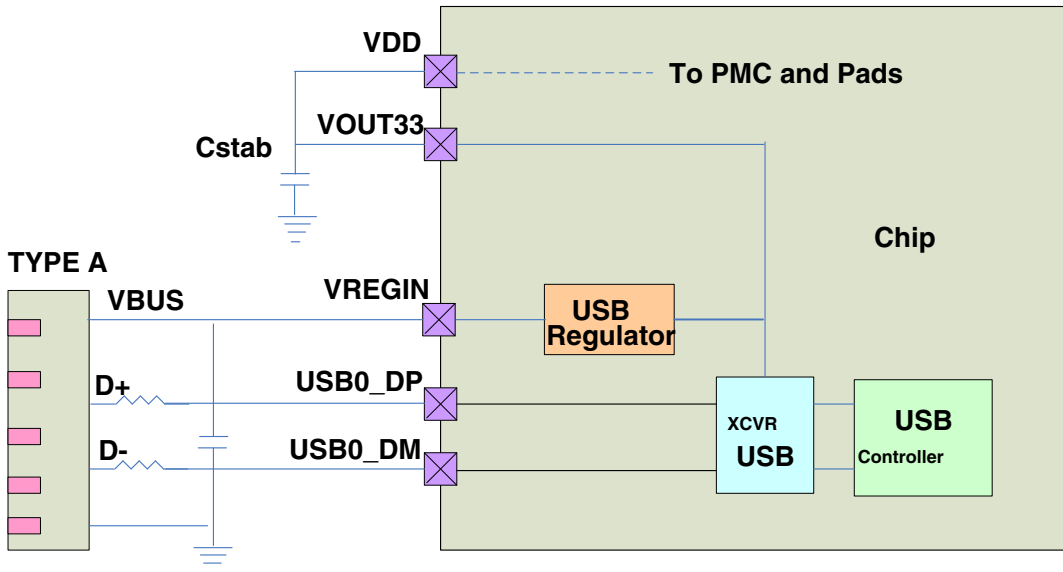 VDD
To PMC and Pads
VOUT33
Cstab
Chip
TYPE A
VBUS
VREGIN
USB
Regulator
D+
USB0_DP
D-
USB0_DM
XCVR
USB
USB
Controller